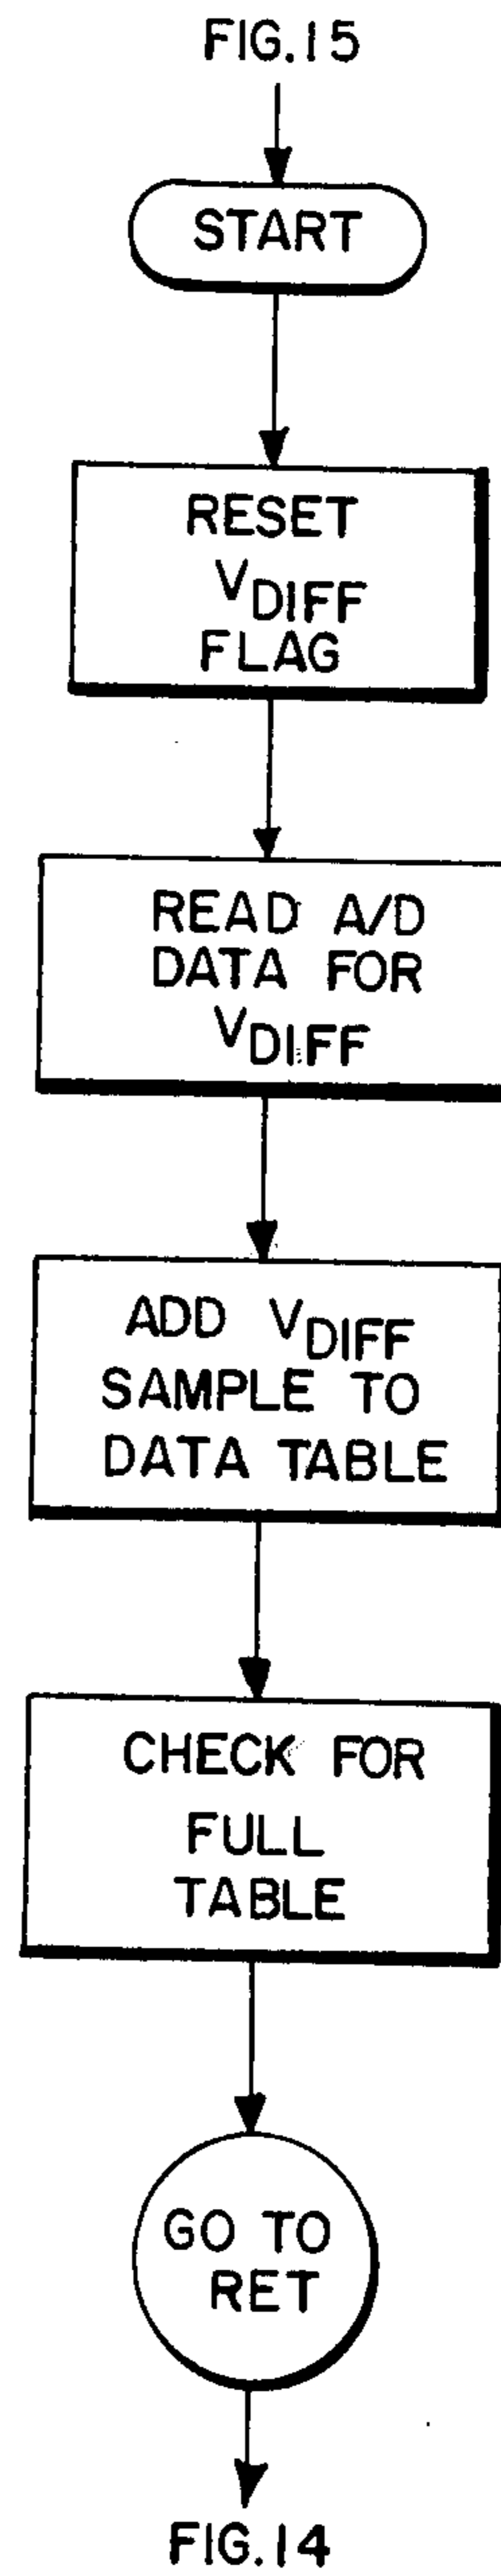 FIG.15
START
RESET
VDIFF
FLAG
READ A/D
DATA FOR
VDIFF
ADD VDIFF
SAMPLE TO
DATA TABLE
CHECK FOR
FULL
TABLE
GO TO
RET
FIG.14